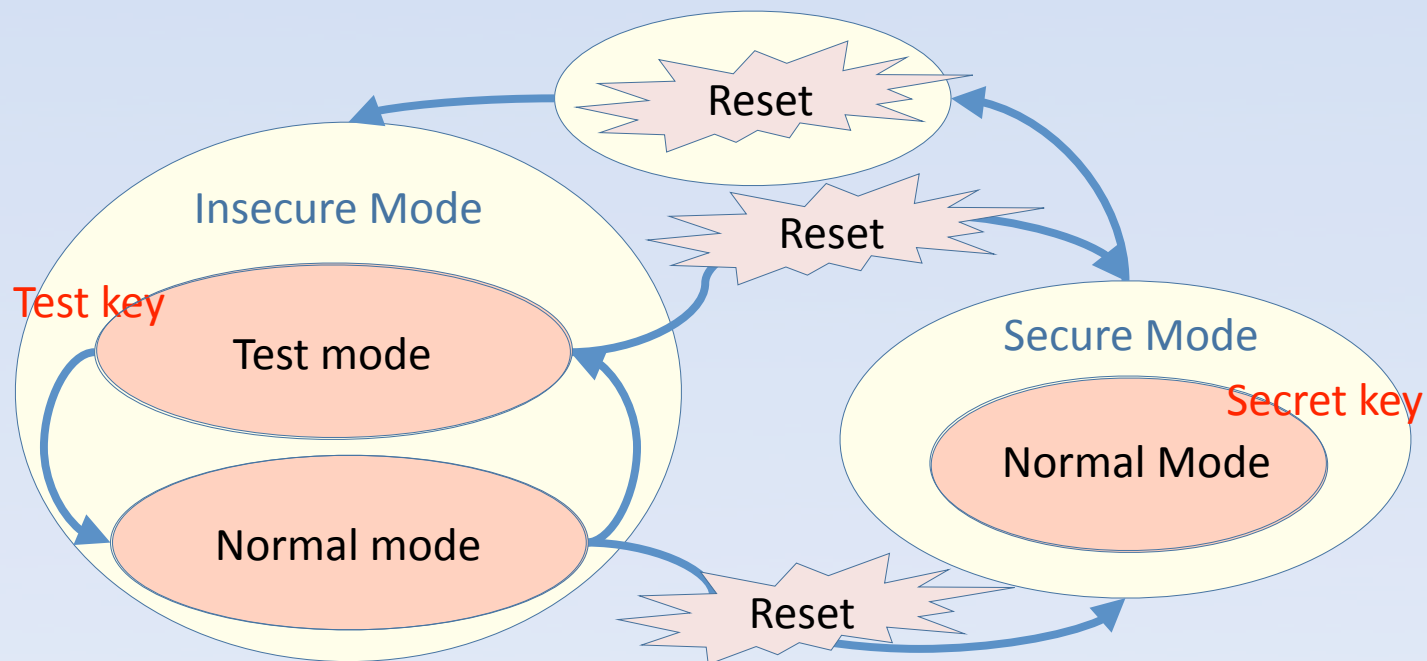 Reset
Insecure Mode
Reset
Test key
Test mode
Secure Mode
Secret key
Normal Mode
Normal mode
Reset